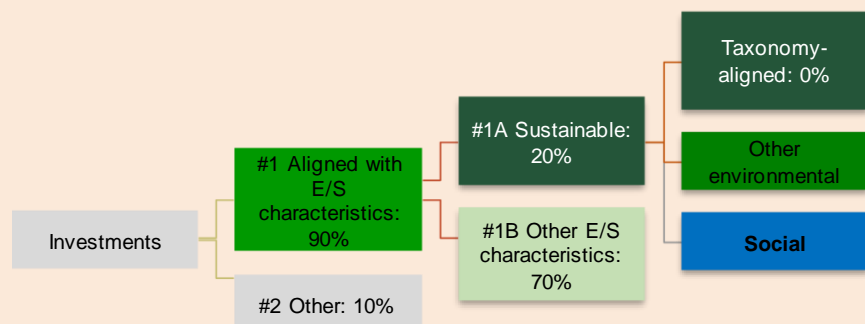 Investments
#1 Aligned with
E/S
characteristics:
90%
#2 Other: 10%
#1A Sustainable:
20%
#1B Other E/S
characteristics:
70%
Taxonomy-
aligned: 0%
Other
environmental
Social